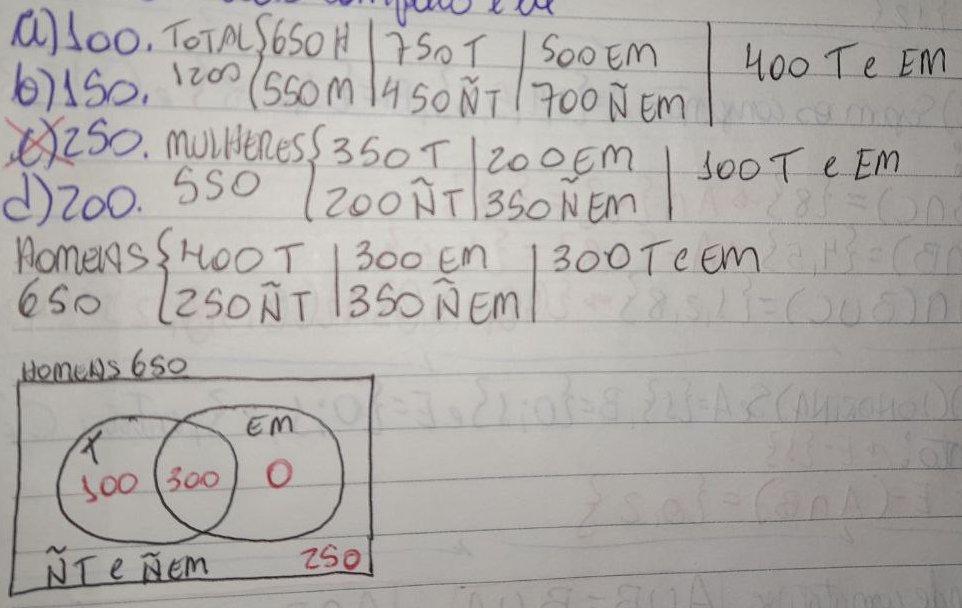 a) 100. TOTAL { 650 H | 750 T | 500 EM | 400 T e EM
b) 150. 1200 { 550 M | 450 ÑT | 700 Ñ EM
c) 250. MULHERES { 350 T | 200 EM | 100 T e EM
d) 200. 550 { 200 ÑT | 350 Ñ EM
HOMENS { 400 T | 300 EM | 300 T e EM
650 { 250 ÑT | 350 Ñ EM
HOMENS 650
T EM
100 300 0
ÑT e Ñ EM 250